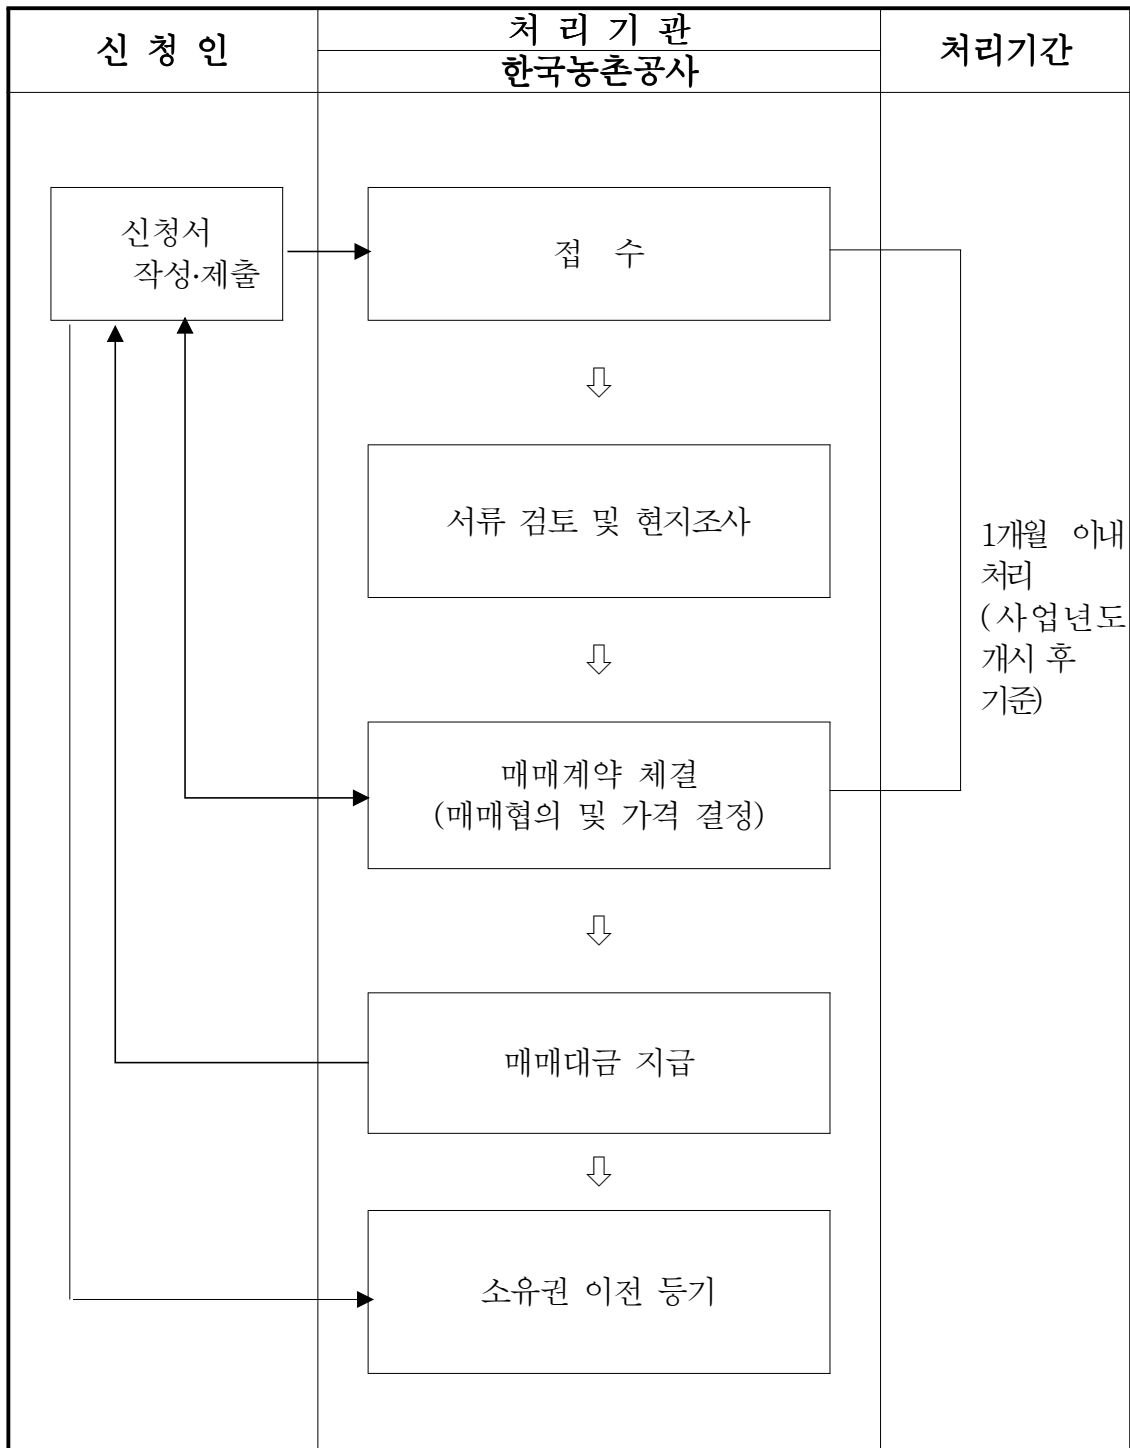 신 청 인
처 리 기 관
한국농촌공사
처리기간
신청서
작성·제출
접 수
서류 검토 및 현지조사
매매계약 체결
(매매협의 및 가격 결정)
매매대금 지급
소유권 이전 등기
1개월 이내
처리
(사업년도
개시 후
기준)